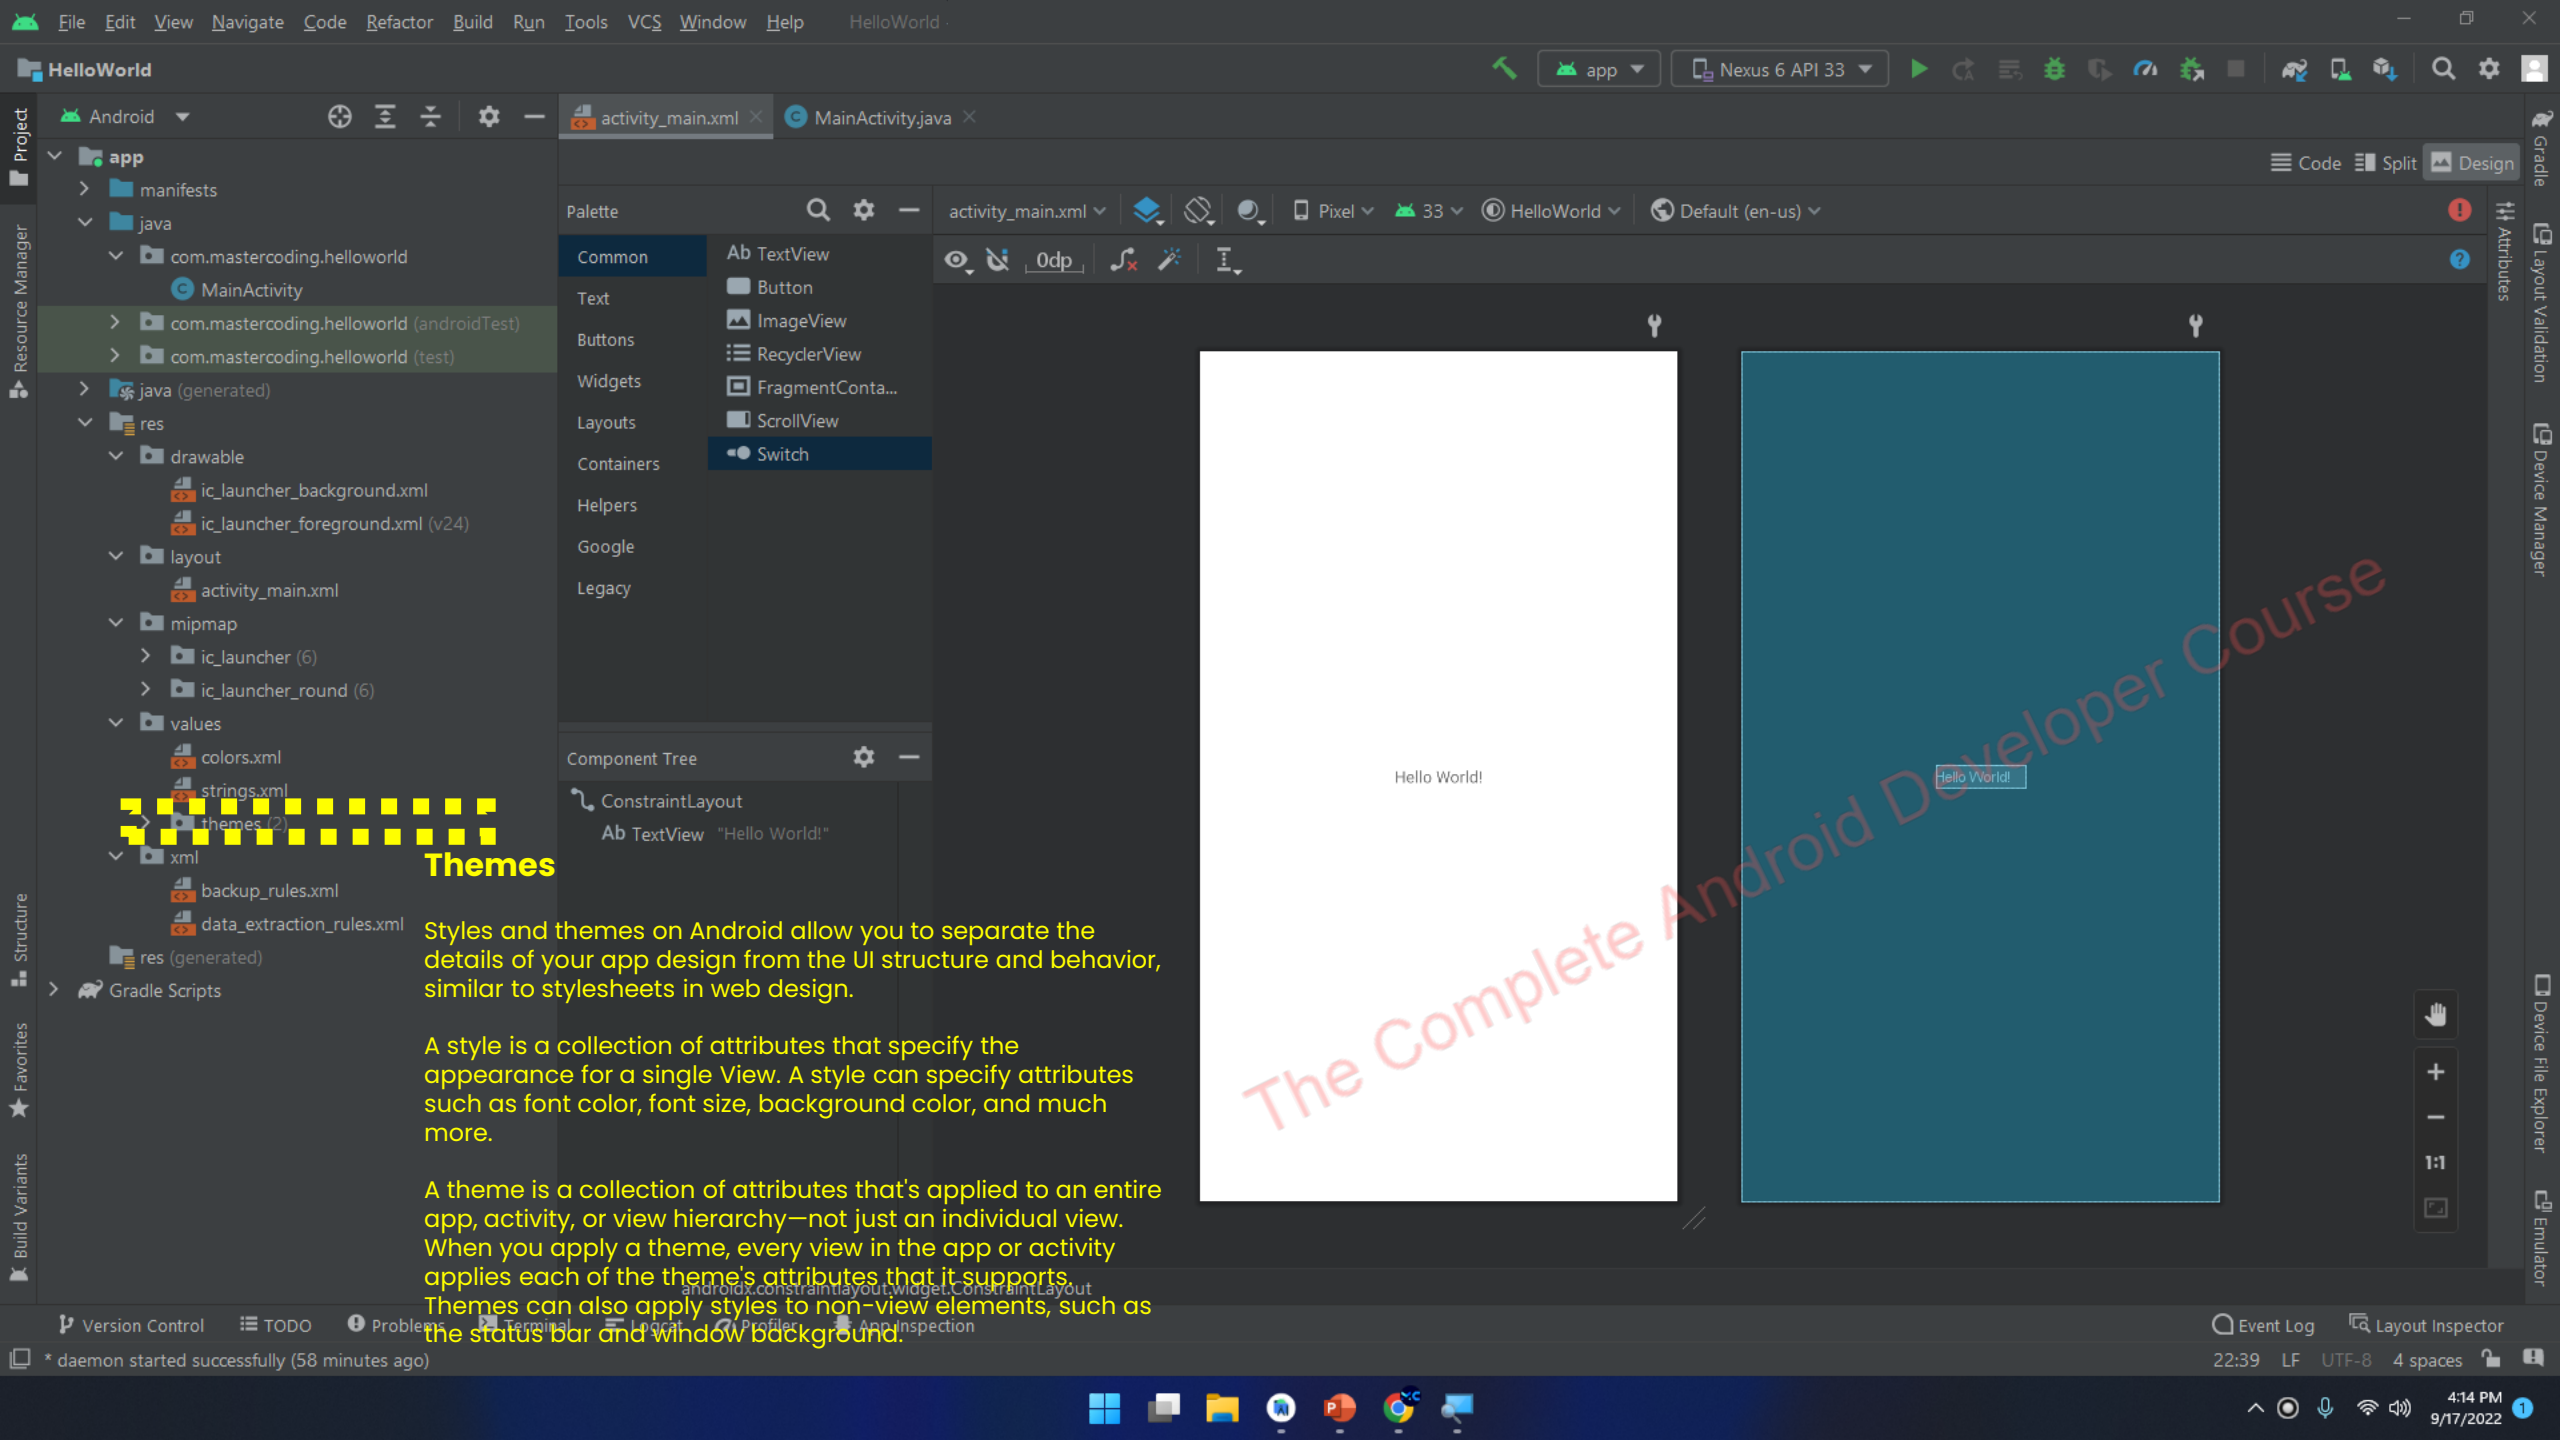 File Edit View Navigate Code Refactor Build Run Tools VCS Window Help HelloWorld
HelloWorld
app
Nexus 6 API 33
Project
Resource Manager
Structure
Favorites
Build Variants
Android
app
manifests
java
com.mastercoding.helloworld
MainActivity
com.mastercoding.helloworld (androidTest)
com.mastercoding.helloworld (test)
java (generated)
res
drawable
ic_launcher_background.xml
ic_launcher_foreground.xml (v24)
layout
activity_main.xml
mipmap
ic_launcher (6)
ic_launcher_round (6)
values
colors.xml
strings.xml
themes (2)
xml
backup_rules.xml
data_extraction_rules.xml
res (generated)
Gradle Scripts
activity_main.xml
MainActivity.java
Code Split Design
Palette
Common
Text
Buttons
Widgets
Layouts
Containers
Helpers
Google
Legacy
Ab TextView
Button
ImageView
RecyclerView
FragmentConta...
ScrollView
Switch
Component Tree
ConstraintLayout
Ab TextView "Hello World!"
activity_main.xml
Pixel
33
HelloWorld
Default (en-us)
0dp
Hello World!
Hello World!
The Complete Android Developer Course
1:1
Themes
Styles and themes on Android allow you to separate the
details of your app design from the UI structure and behavior,
similar to stylesheets in web design.
A style is a collection of attributes that specify the
appearance for a single View. A style can specify attributes
such as font color, font size, background color, and much
more.
A theme is a collection of attributes that's applied to an entire
app, activity, or view hierarchy—not just an individual view.
When you apply a theme, every view in the app or activity
applies each of the theme's attributes that it supports.
Themes can also apply styles to non-view elements, such as
the status bar and window background.
androidx.constraintlayout.widget.ConstraintLayout
Gradle
Attributes
Layout Validation
Device Manager
Device File Explorer
Emulator
Version Control
TODO
Problems
Terminal
Logcat
Profiler
App Inspection
Event Log
Layout Inspector
* daemon started successfully (58 minutes ago)
22:39 LF UTF-8 4 spaces
4:14 PM
9/17/2022
1